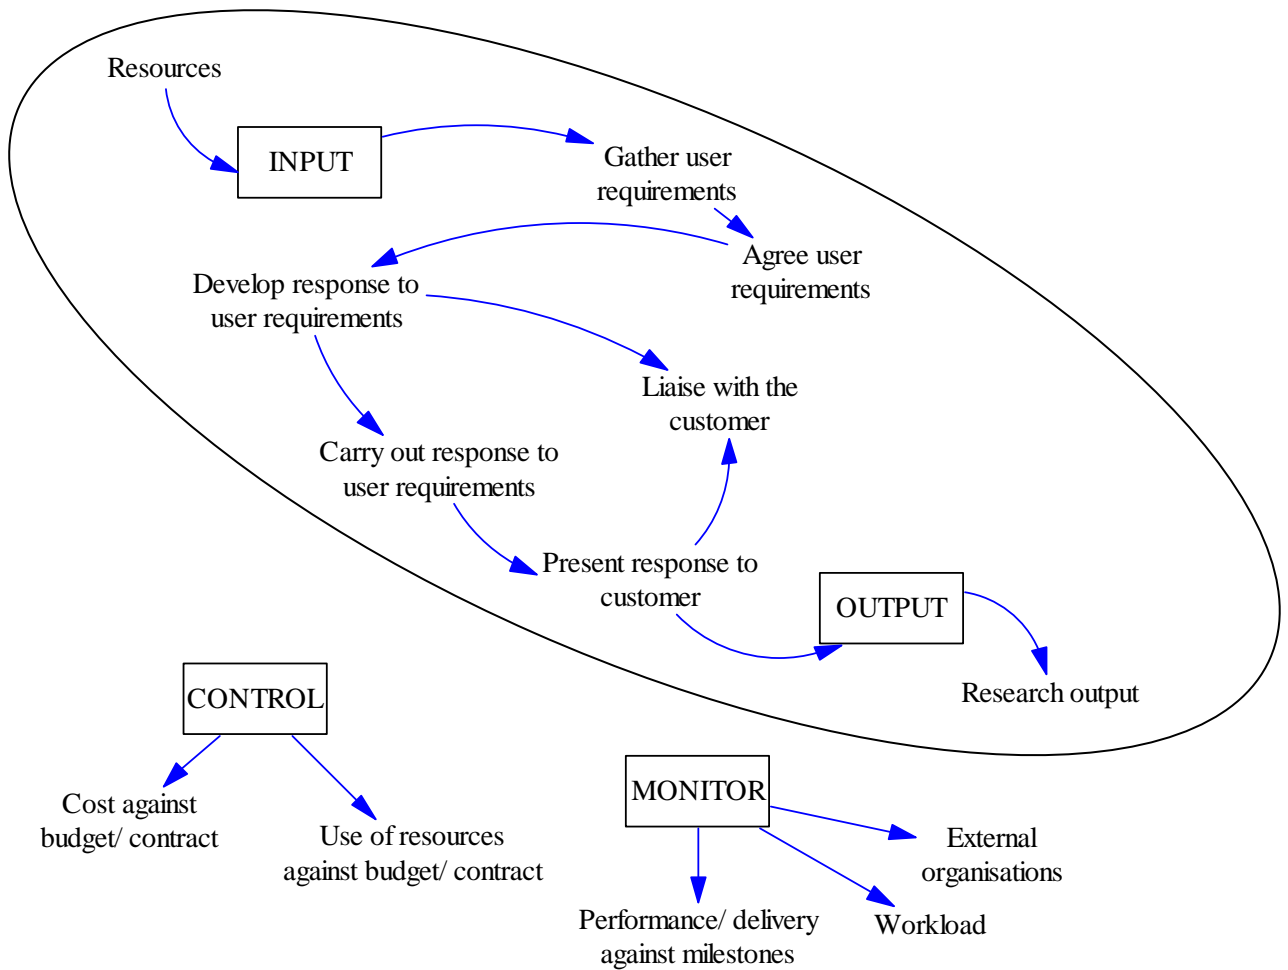 Resources
INPUT
Gather user
requirements
Agree user
requirements
Develop response to
user requirements
Liaise with the
customer
Carry out response to
user requirements
Present response to
customer
OUTPUT
Research output
CONTROL
Cost against
budget/ contract
Use of resources
against budget/ contract
MONITOR
External
organisations
Workload
Performance/ delivery
against milestones